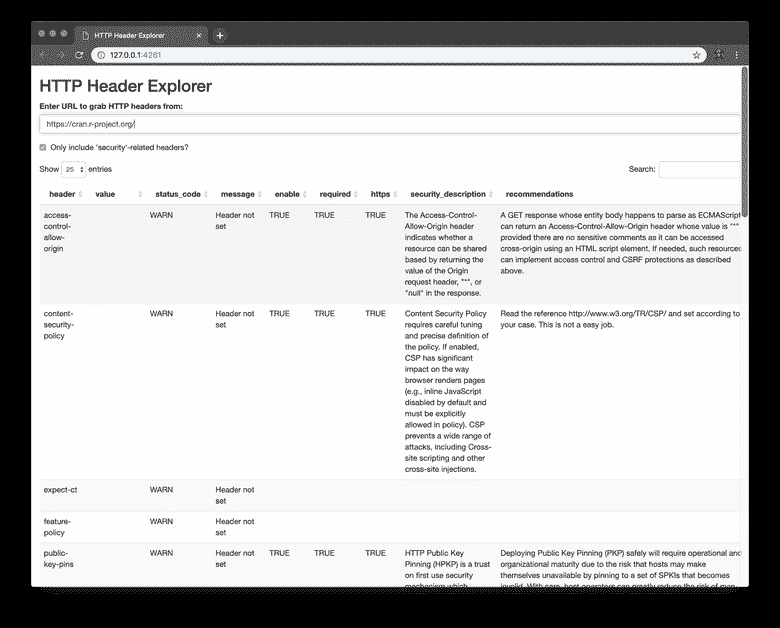 HTTP Header Explorer
127.0.0.1:4261
HTTP Header Explorer
Enter URL to grab HTTP headers from:
https://cran.r-project.org/
Only include 'security'-related headers?
Show 25 entries
Search:
header value status_code message enable required https security_description recommendations
access-
control-
allow-
origin
WARN
Header not
set
TRUE
TRUE
TRUE
The Access-Control-
Allow-Origin header
indicates whether a
resource can be shared
based by returning the
value of the Origin
request header, "*", or
"null" in the response.
A GET response whose entity body happens to parse as ECMAScript
can return an Access-Control-Allow-Origin header whose value is "*"
provided there are no sensitive comments as it can be accessed
cross-origin using an HTML script element. If needed, such resources
can implement access control and CSRF protections as described
above.
content-
security-
policy
WARN
Header not
set
TRUE
TRUE
TRUE
Content Security Policy
requires careful tuning
and precise definition of
the policy. If enabled,
CSP has significant
impact on the way
browser renders pages
(e.g., inline JavaScript
disabled by default and
must be explicitly
allowed in policy). CSP
prevents a wide range of
attacks, including Cross-
site scripting and other
cross-site injections.
Read the reference http://www.w3.org/TR/CSP/ and set according to
your case. This is not a easy job.
expect-ct
WARN
Header not
set
feature-
policy
WARN
Header not
set
public-
key-pins
WARN
Header not
set
TRUE
TRUE
TRUE
HTTP Public Key
Pinning (HPKP) is a trust
on first use security
mechanism which
Deploying Public Key Pinning (PKP) safely will require operational and
organizational maturity due to the risk that hosts may make
themselves unavailable by pinning to a set of SPKIs that becomes
invalid. With care, host operators can greatly reduce the risk of man-